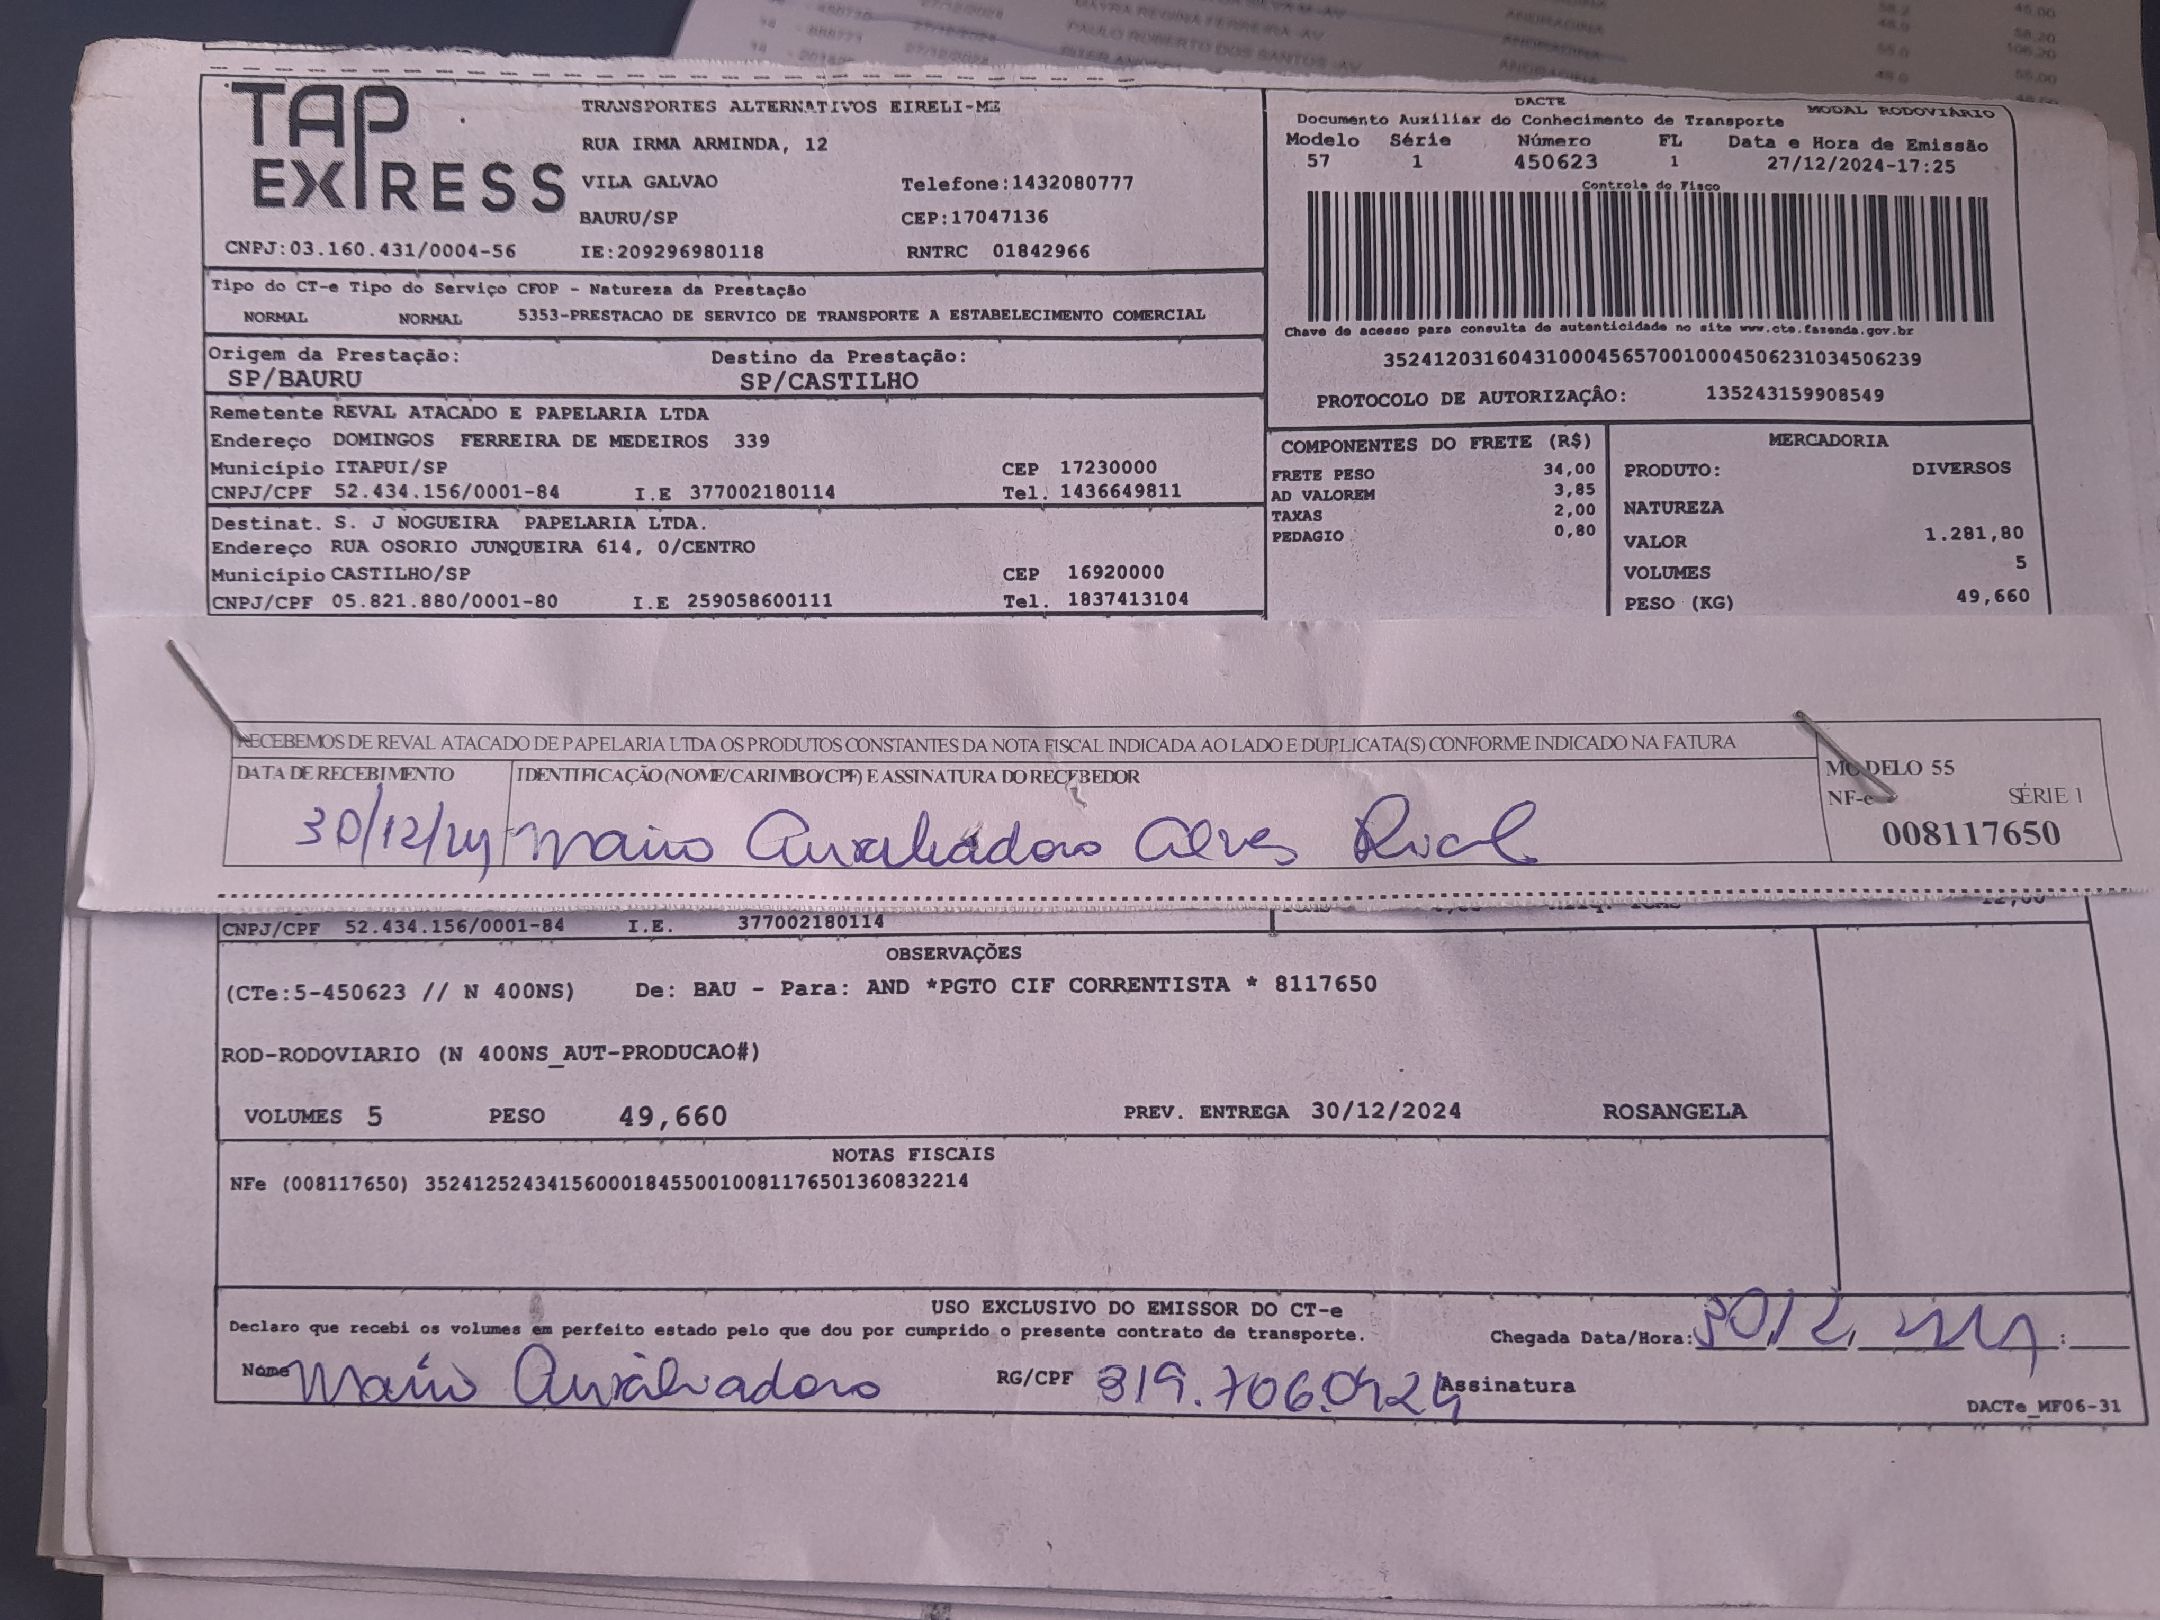 TAP EXPRESS
TRANSPORTES ALTERNATIVOS EIRELI-ME
RUA IRMA ARMINDA, 12
VILA GALVAO Telefone:1432080777
BAURU/SP CEP:17047136
CNPJ:03.160.431/0004-56 IE:209296980118 RNTRC 01842966
DACTE MODAL RODOVIÁRIO
Documento Auxiliar do Conhecimento de Transporte
Modelo Série Número FL Data e Hora de Emissão
57 1 450623 1 27/12/2024-17:25
Controle do Fisco
Chave de acesso para consulta de autenticidade no site www.cte.fazenda.gov.br
35241203160431000456570010004506231034506239
PROTOCOLO DE AUTORIZAÇÂO: 135243159908549
Tipo do CT-e Tipo do Serviço CFOP - Natureza da Prestação
NORMAL NORMAL 5353-PRESTACAO DE SERVICO DE TRANSPORTE A ESTABELECIMENTO COMERCIAL
Origem da Prestação: Destino da Prestação:
SP/BAURU SP/CASTILHO
Remetente REVAL ATACADO E PAPELARIA LTDA
Endereço DOMINGOS FERREIRA DE MEDEIROS 339
Município ITAPUI/SP CEP 17230000
CNPJ/CPF 52.434.156/0001-84 I.E 377002180114 Tel. 1436649811
Destinat. S. J NOGUEIRA PAPELARIA LTDA.
Endereço RUA OSORIO JUNQUEIRA 614, 0/CENTRO
Município CASTILHO/SP CEP 16920000
CNPJ/CPF 05.821.880/0001-80 I.E 259058600111 Tel. 1837413104
COMPONENTES DO FRETE (R$)
FRETE PESO 34,00
AD VALOREM 3,85
TAXAS 2,00
PEDAGIO 0,80
MERCADORIA
PRODUTO: DIVERSOS
NATUREZA
VALOR 1.281,80
VOLUMES 5
PESO (KG) 49,660
RECEBEMOS DE REVAL ATACADO DE PAPELARIA LTDA OS PRODUTOS CONSTANTES DA NOTA FISCAL INDICADA AO LADO E DUPLICATA(S) CONFORME INDICADO NA FATURA
DATA DE RECEBIMENTO IDENTIFICAÇÃO (NOME/CARIMBO/CPF) E ASSINATURA DO RECEBEDOR
30/12/24 Maria Auxiliadora Alves
MODELO 55
NF-e SÉRIE 1
008117650
CNPJ/CPF 52.434.156/0001-84 I.E. 377002180114
OBSERVAÇÕES
(CTe:5-450623 // N 400NS) De: BAU - Para: AND *PGTO CIF CORRENTISTA * 8117650
ROD-RODOVIARIO (N 400NS_AUT-PRODUCAO#)
VOLUMES 5 PESO 49,660 PREV. ENTREGA 30/12/2024 ROSANGELA
NOTAS FISCAIS
NFe (008117650) 35241252434156000184550010081176501360832214
USO EXCLUSIVO DO EMISSOR DO CT-e
Declaro que recebi os volumes em perfeito estado pelo que dou por cumprido o presente contrato de transporte.
Chegada Data/Hora: 30/12/
Nome Maria Auxiliadora RG/CPF 319.706.0424 Assinatura
DACTe_MF06-31